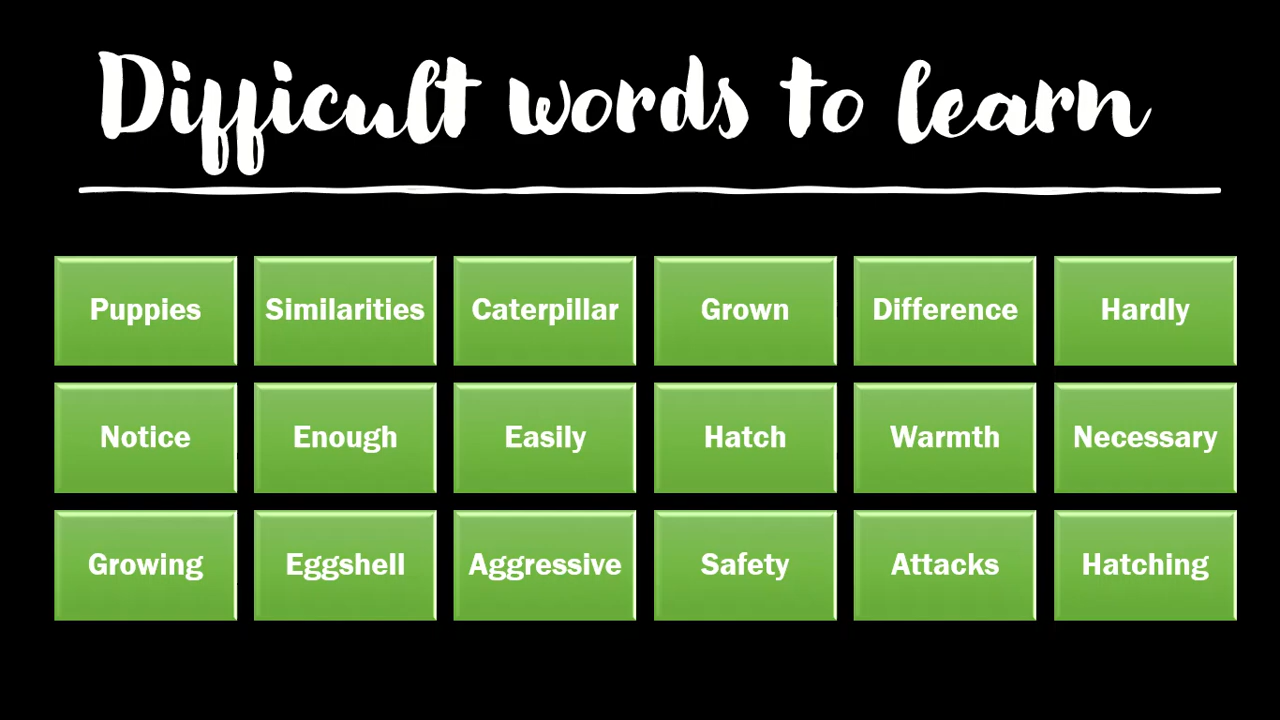 Difficult words to learn
Puppies Similarities Caterpillar Grown Difference Hardly
Notice Enough Easily Hatch Warmth Necessary
Growing Eggshell Aggressive Safety Attacks Hatching